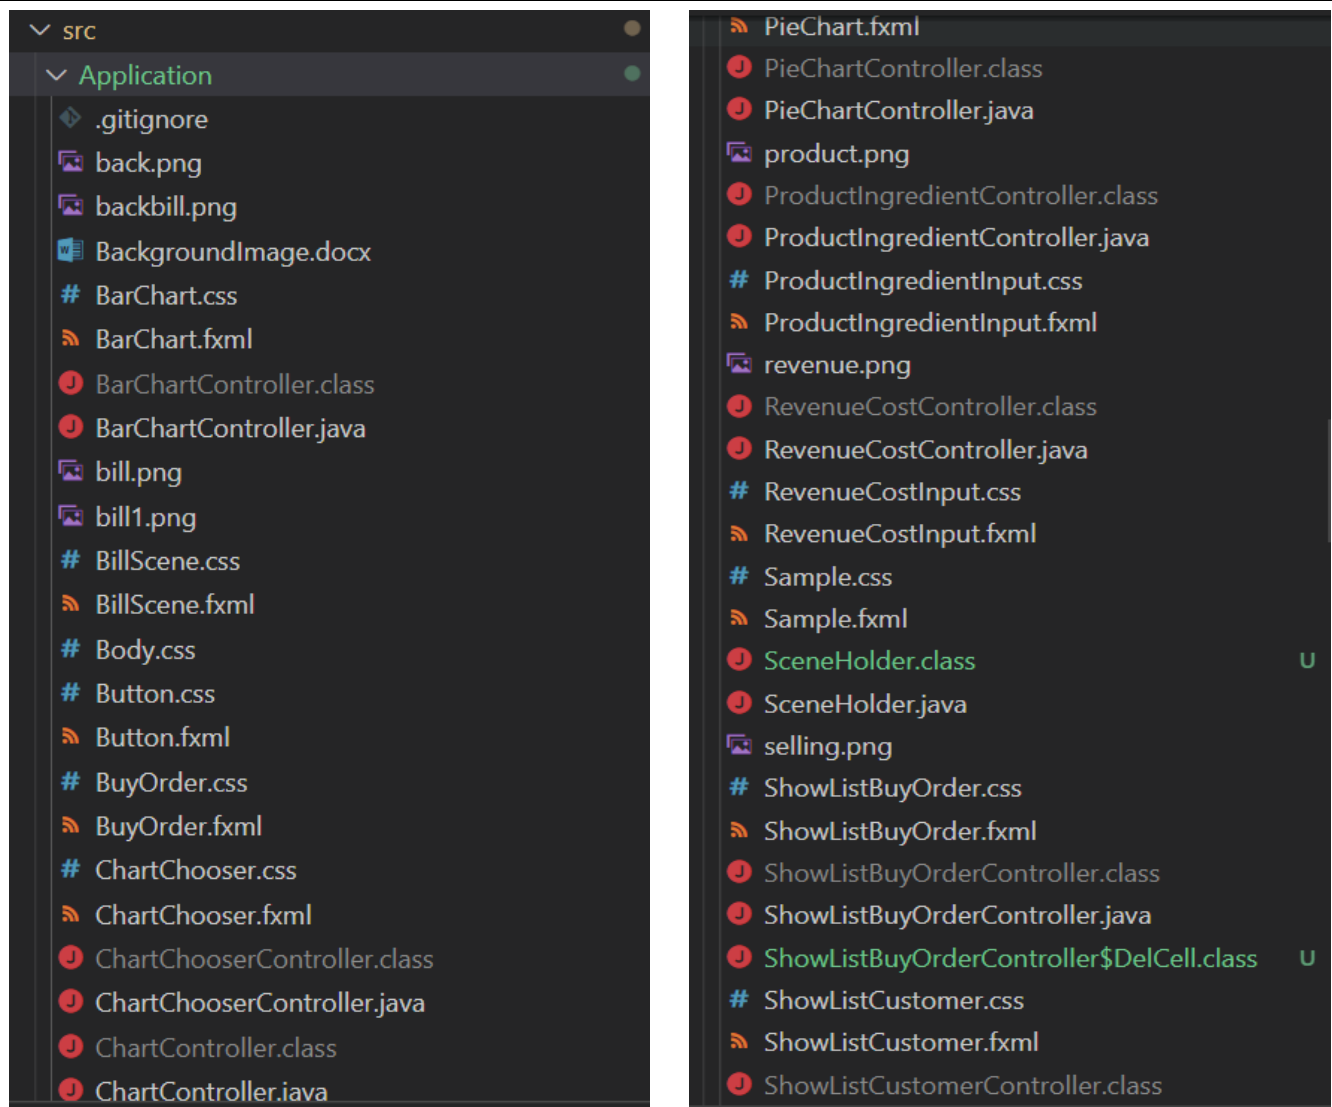 src
Application
.gitignore
back.png
backbill.png
BackgroundImage.docx
BarChart.css
BarChart.fxml
BarChartController.class
BarChartController.java
bill.png
bill1.png
BillScene.css
BillScene.fxml
Body.css
Button.css
Button.fxml
BuyOrder.css
BuyOrder.fxml
ChartChooser.css
ChartChooser.fxml
ChartChooserController.class
ChartChooserController.java
ChartController.class
ChartController.java
PieChart.fxml
PieChartController.class
PieChartController.java
product.png
ProductIngredientController.class
ProductIngredientController.java
ProductIngredientInput.css
ProductIngredientInput.fxml
revenue.png
RevenueCostController.class
RevenueCostController.java
RevenueCostInput.css
RevenueCostInput.fxml
Sample.css
Sample.fxml
SceneHolder.class U
SceneHolder.java
selling.png
ShowListBuyOrder.css
ShowListBuyOrder.fxml
ShowListBuyOrderController.class
ShowListBuyOrderController.java
ShowListBuyOrderController$DelCell.class U
ShowListCustomer.css
ShowListCustomer.fxml
ShowListCustomerController.class